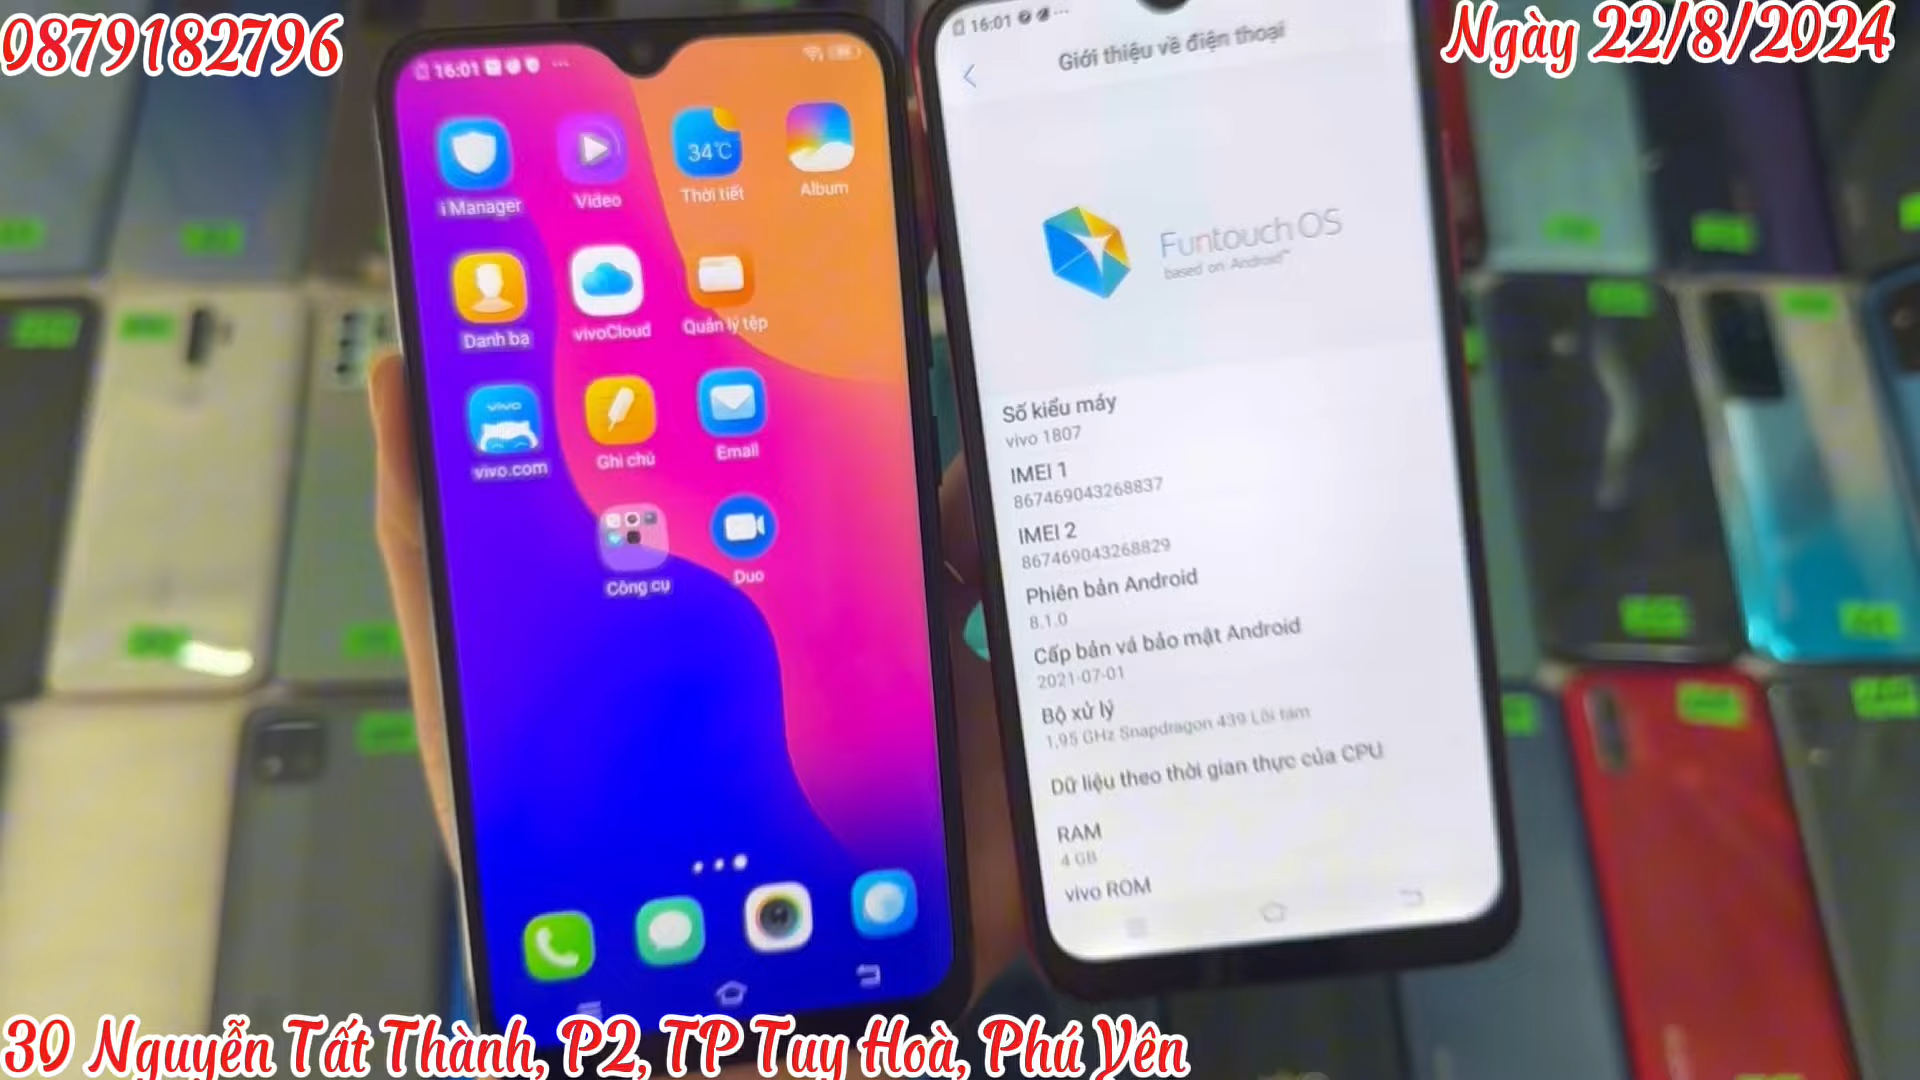 0879182796
Ngày 22/8/2024
16:01
i Manager
Video
34°C
Thời tiết
Album
Danh bạ
vivoCloud
Quản lý tệp
vivo
vivo.com
Ghi chú
Email
Công cụ
Duo
16:01
Giới thiệu về điện thoại
Funtouch OS
based on Android™
Số kiểu máy
vivo 1807
IMEI 1
867469043268837
IMEI 2
867469043268829
Phiên bản Android
8.1.0
Cấp bản vá bảo mật Android
2021-07-01
Bộ xử lý
1,95 GHz Snapdragon 439 Lõi tám
Dữ liệu theo thời gian thực của CPU
RAM
4 GB
vivo ROM
30 Nguyễn Tất Thành, P2, TP Tuy Hoà, Phú Yên